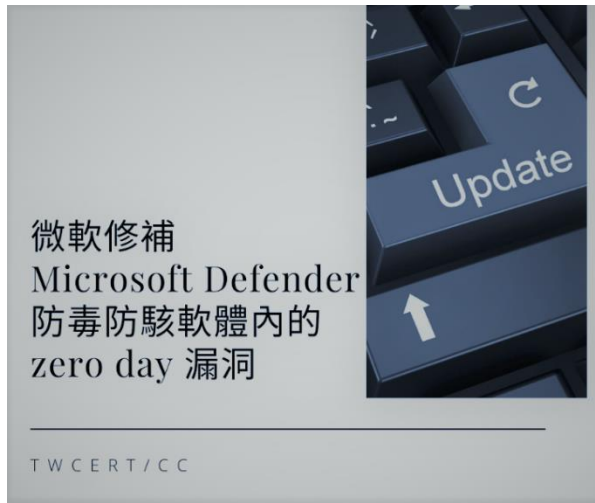 微軟修補
Microsoft Defender
防毒防駭軟體內的
zero day 漏洞
TWCERT/CC
Update